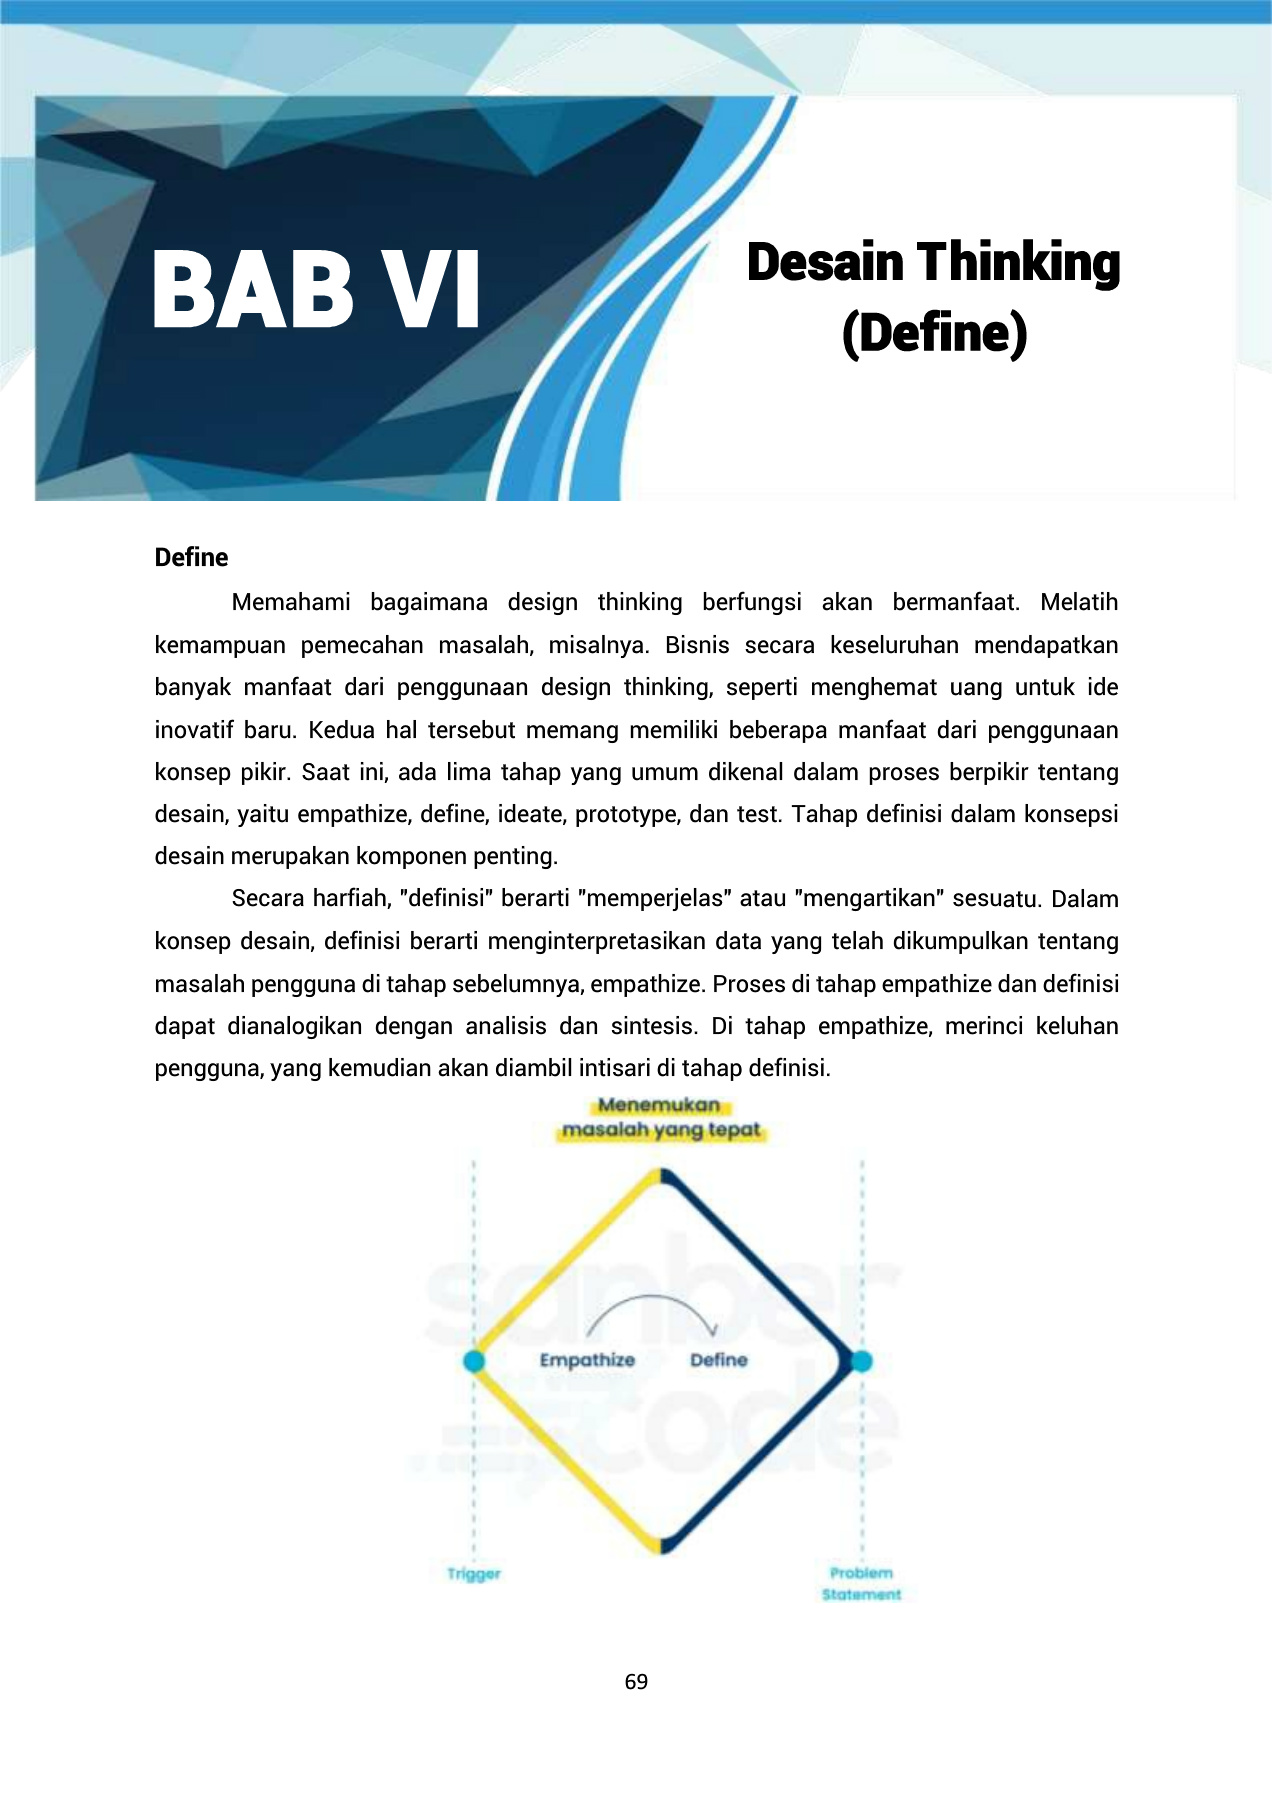 BAB VI
Desain Thinking
(Define)
Define
Memahami bagaimana design thinking berfungsi akan bermanfaat. Melatih
kemampuan pemecahan masalah, misalnya. Bisnis secara keseluruhan mendapatkan
banyak manfaat dari penggunaan design thinking, seperti menghemat uang untuk ide
inovatif baru. Kedua hal tersebut memang memiliki beberapa manfaat dari penggunaan
konsep pikir. Saat ini, ada lima tahap yang umum dikenal dalam proses berpikir tentang
desain, yaitu empathize, define, ideate, prototype, dan test. Tahap definisi dalam konsepsi
desain merupakan komponen penting.
Secara harfiah, "definisi" berarti "memperjelas" atau "mengartikan" sesuatu. Dalam
konsep desain, definisi berarti menginterpretasikan data yang telah dikumpulkan tentang
masalah pengguna di tahap sebelumnya, empathize. Proses di tahap empathize dan definisi
dapat dianalogikan dengan analisis dan sintesis. Di tahap empathize, merinci keluhan
pengguna, yang kemudian akan diambil intisari di tahap definisi.
Menemukan
masalah yang tepat
sanber
code
Empathize Define
Trigger
Problem
Statement
69